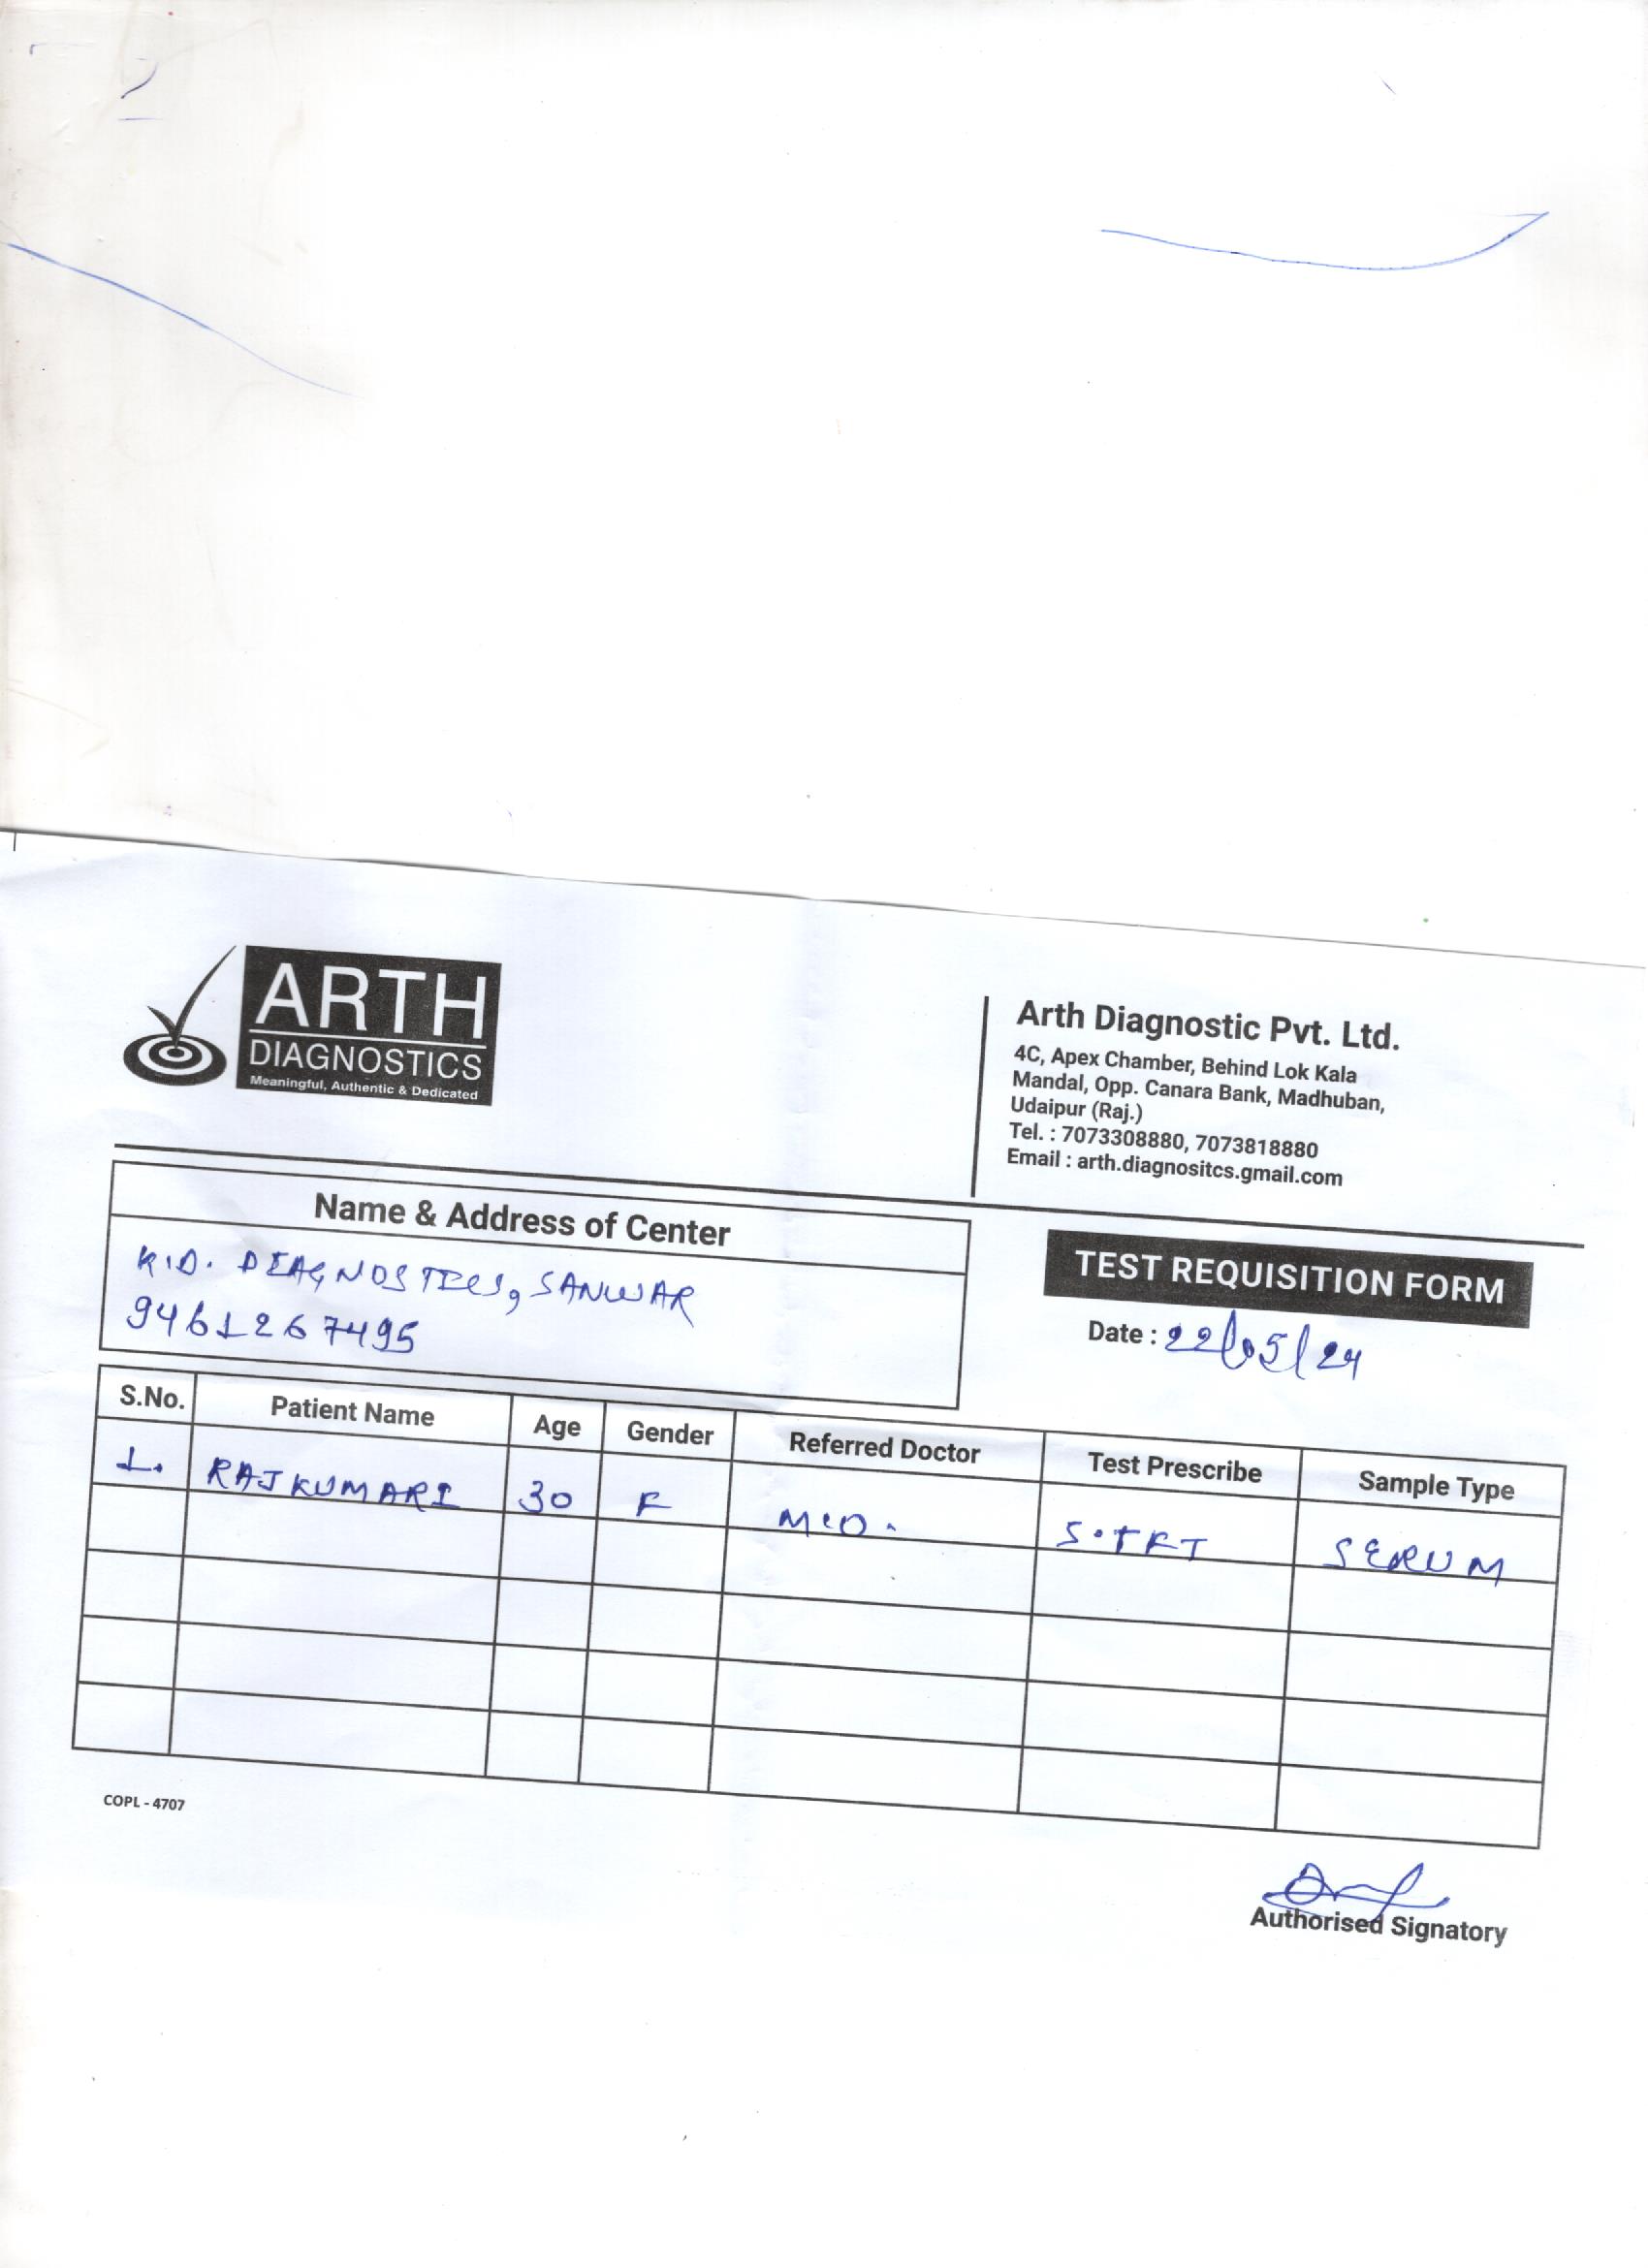 ARTH
DIAGNOSTICS
Meaningful, Authentic & Dedicated
Arth Diagnostic Pvt. Ltd.
4C, Apex Chamber, Behind Lok Kala
Mandal, Opp. Canara Bank, Madhuban,
Udaipur (Raj.)
Tel. : 7073308880, 7073818880
Email : arth.diagnositcs.gmail.com
Name & Address of Center
K.D. DIAGNOSTICS, SANWAR
9461267495
TEST REQUISITION FORM
Date : 22/05/24
S.No. Patient Name Age Gender Referred Doctor Test Prescribe Sample Type
1. RAJKUMARI 30 F M.O. S.TFT SERUM
COPL - 4707
Authorised Signatory